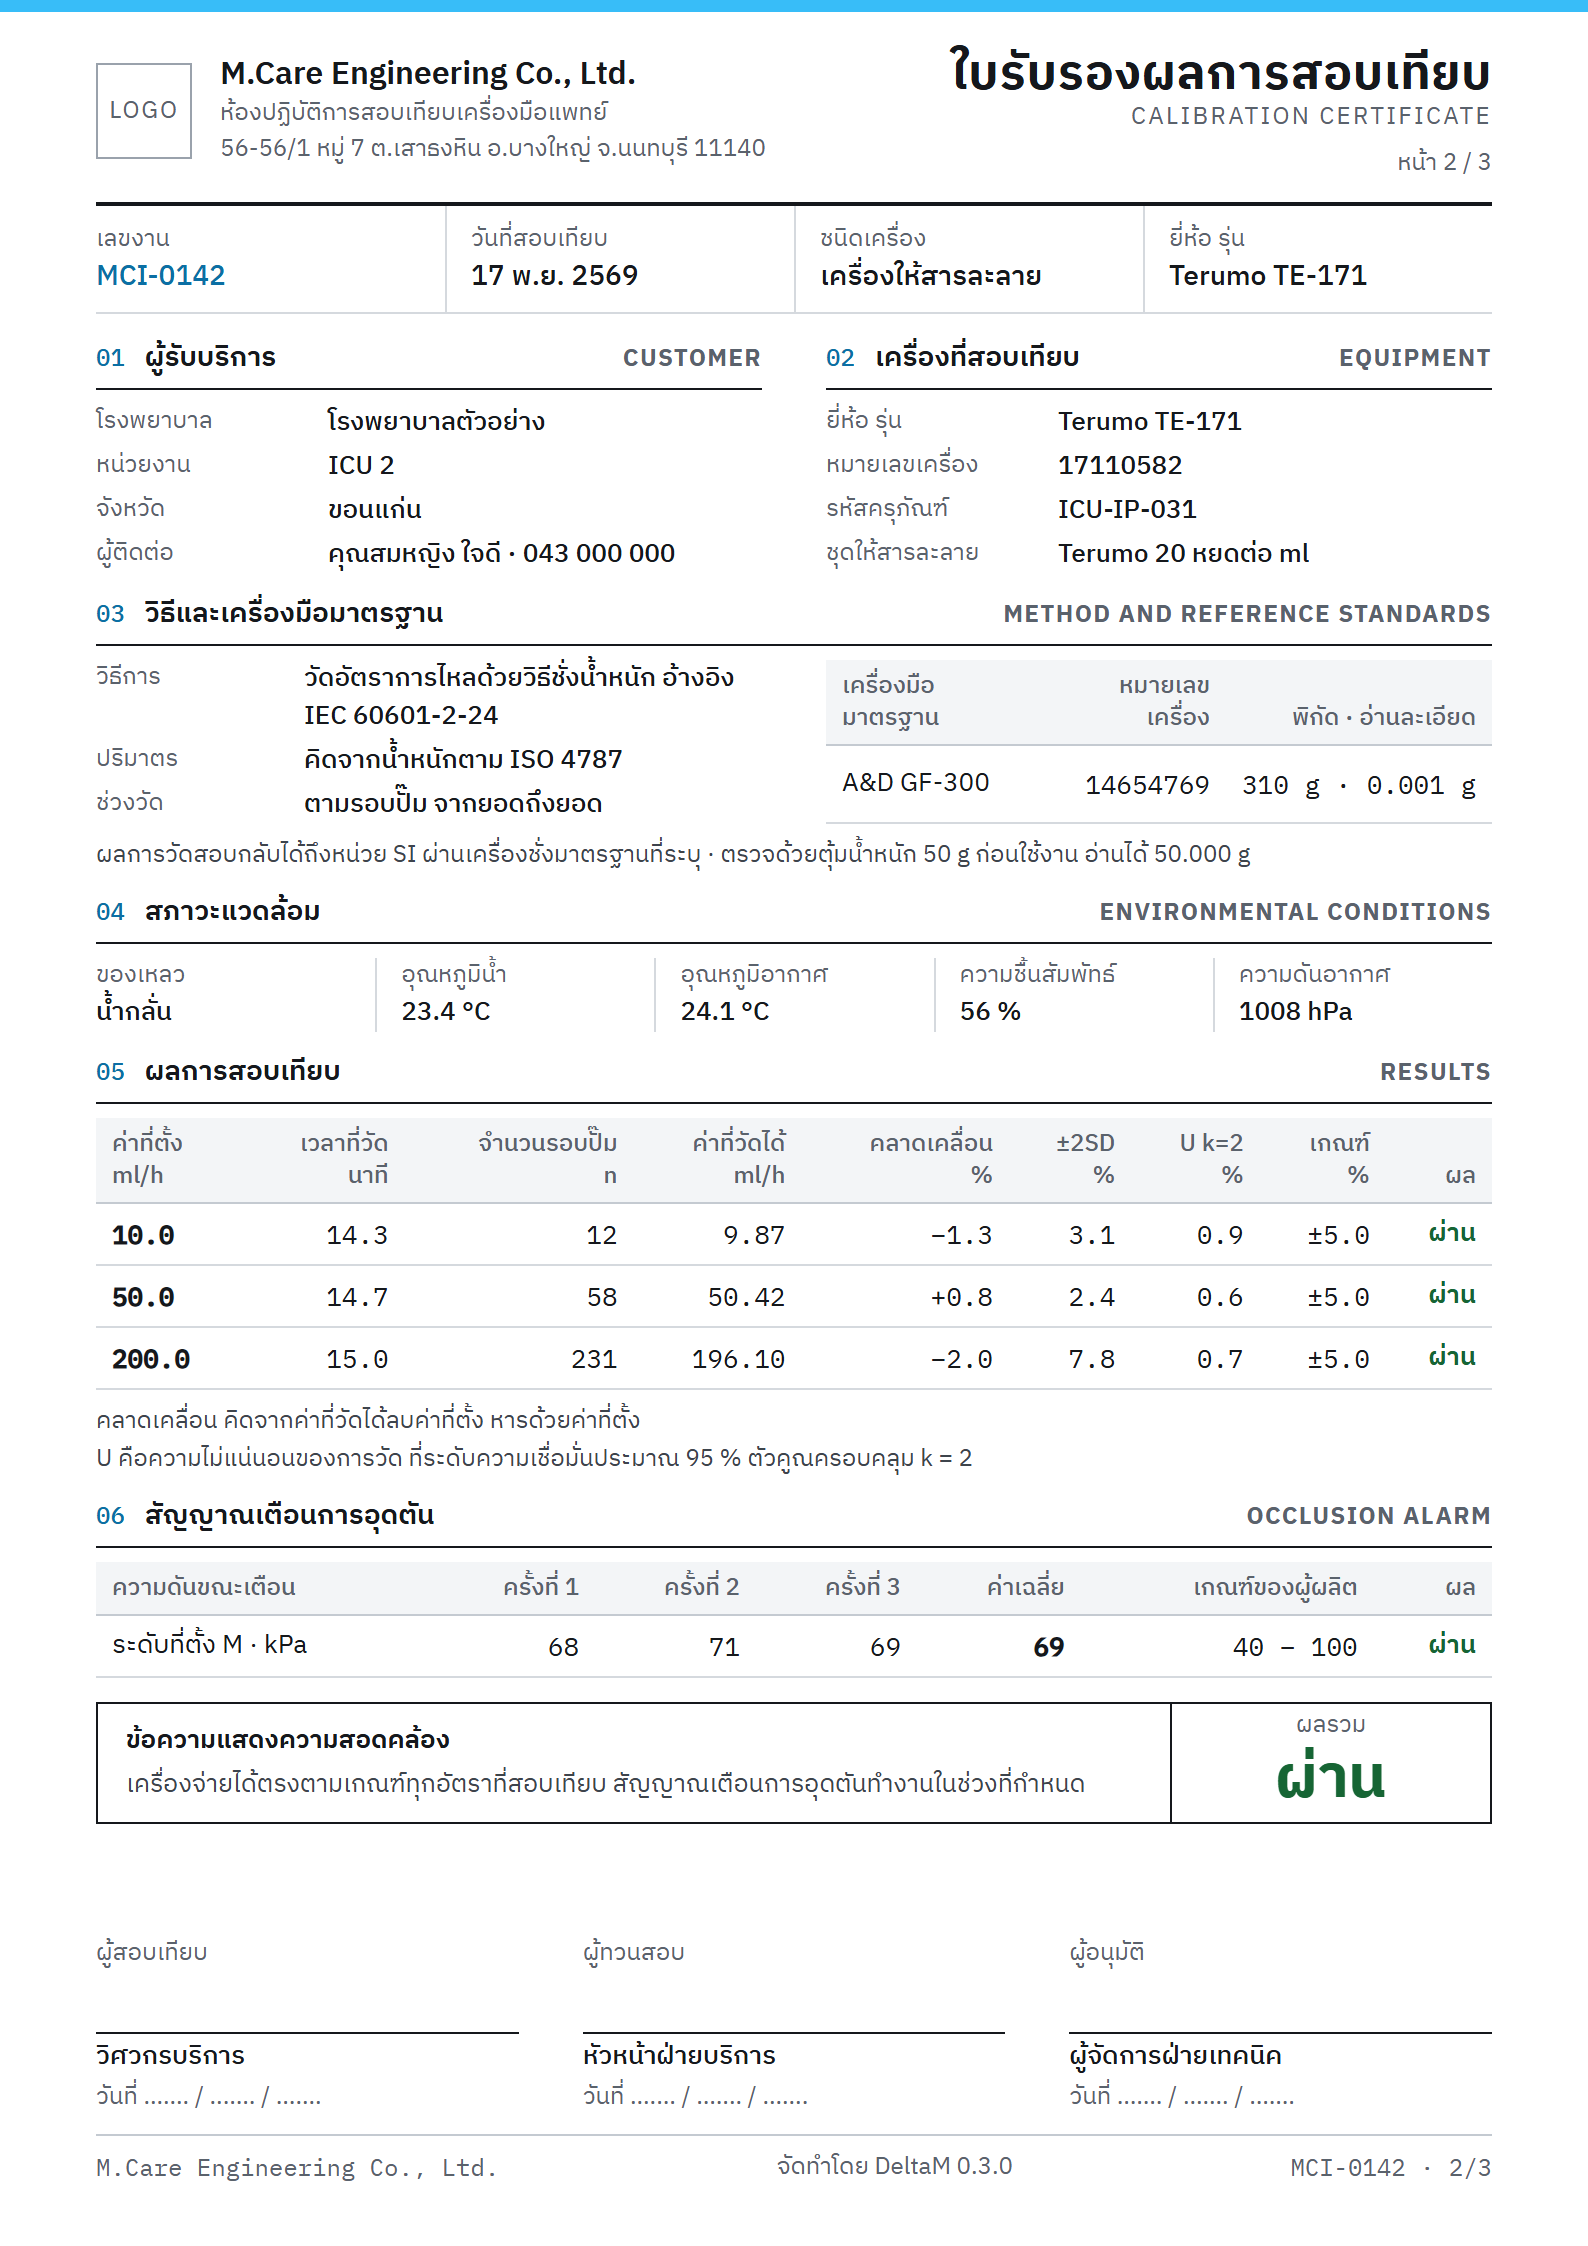 LOGO
M.Care Engineering Co., Ltd.
ห้องปฏิบัติการสอบเทียบเครื่องมือแพทย์
56-56/1 หมู่ 7 ต.เสาธงหิน อ.บางใหญ่ จ.นนทบุรี 11140
ใบรับรองผลการสอบเทียบ
CALIBRATION CERTIFICATE
หน้า 2 / 3
เลขงาน วันที่สอบเทียบ ชนิดเครื่อง ยี่ห้อ รุ่น
MCI-0142 17 พ.ย. 2569 เครื่องให้สารละลาย Terumo TE-171
01 ผู้รับบริการ CUSTOMER
โรงพยาบาล โรงพยาบาลตัวอย่าง
หน่วยงาน ICU 2
จังหวัด ขอนแก่น
ผู้ติดต่อ คุณสมหญิง ใจดี · 043 000 000
02 เครื่องที่สอบเทียบ EQUIPMENT
ยี่ห้อ รุ่น Terumo TE-171
หมายเลขเครื่อง 17110582
รหัสครุภัณฑ์ ICU-IP-031
ชุดให้สารละลาย Terumo 20 หยดต่อ ml
03 วิธีและเครื่องมือมาตรฐาน METHOD AND REFERENCE STANDARDS
วิธีการ วัดอัตราการไหลด้วยวิธีชั่งน้ำหนัก อ้างอิง
IEC 60601-2-24
ปริมาตร คิดจากน้ำหนักตาม ISO 4787
ช่วงวัด ตามรอบปั๊ม จากยอดถึงยอด
เครื่องมือ หมายเลข
มาตรฐาน เครื่อง พิกัด · อ่านละเอียด
A&D GF-300 14654769 310 g · 0.001 g
ผลการวัดสอบกลับได้ถึงหน่วย SI ผ่านเครื่องชั่งมาตรฐานที่ระบุ · ตรวจด้วยตุ้มน้ำหนัก 50 g ก่อนใช้งาน อ่านได้ 50.000 g
04 สภาวะแวดล้อม ENVIRONMENTAL CONDITIONS
ของเหลว อุณหภูมิน้ำ อุณหภูมิอากาศ ความชื้นสัมพัทธ์ ความดันอากาศ
น้ำกลั่น 23.4 °C 24.1 °C 56 % 1008 hPa
05 ผลการสอบเทียบ RESULTS
ค่าที่ตั้ง เวลาที่วัด จำนวนรอบปั๊ม ค่าที่วัดได้ คลาดเคลื่อน ±2SD U k=2 เกณฑ์
ml/h นาที n ml/h % % % % ผล
10.0 14.3 12 9.87 −1.3 3.1 0.9 ±5.0 ผ่าน
50.0 14.7 58 50.42 +0.8 2.4 0.6 ±5.0 ผ่าน
200.0 15.0 231 196.10 −2.0 7.8 0.7 ±5.0 ผ่าน
คลาดเคลื่อน คิดจากค่าที่วัดได้ลบค่าที่ตั้ง หารด้วยค่าที่ตั้ง
U คือความไม่แน่นอนของการวัด ที่ระดับความเชื่อมั่นประมาณ 95 % ตัวคูณครอบคลุม k = 2
06 สัญญาณเตือนการอุดตัน OCCLUSION ALARM
ความดันขณะเตือน ครั้งที่ 1 ครั้งที่ 2 ครั้งที่ 3 ค่าเฉลี่ย เกณฑ์ของผู้ผลิต ผล
ระดับที่ตั้ง M · kPa 68 71 69 69 40 – 100 ผ่าน
ข้อความแสดงความสอดคล้อง
เครื่องจ่ายได้ตรงตามเกณฑ์ทุกอัตราที่สอบเทียบ สัญญาณเตือนการอุดตันทำงานในช่วงที่กำหนด
ผลรวม
ผ่าน
ผู้สอบเทียบ ผู้ทวนสอบ ผู้อนุมัติ
วิศวกรบริการ หัวหน้าฝ่ายบริการ ผู้จัดการฝ่ายเทคนิค
วันที่ ....... / ....... / ....... วันที่ ....... / ....... / ....... วันที่ ....... / ....... / .......
M.Care Engineering Co., Ltd. จัดทำโดย DeltaM 0.3.0 MCI-0142 · 2/3